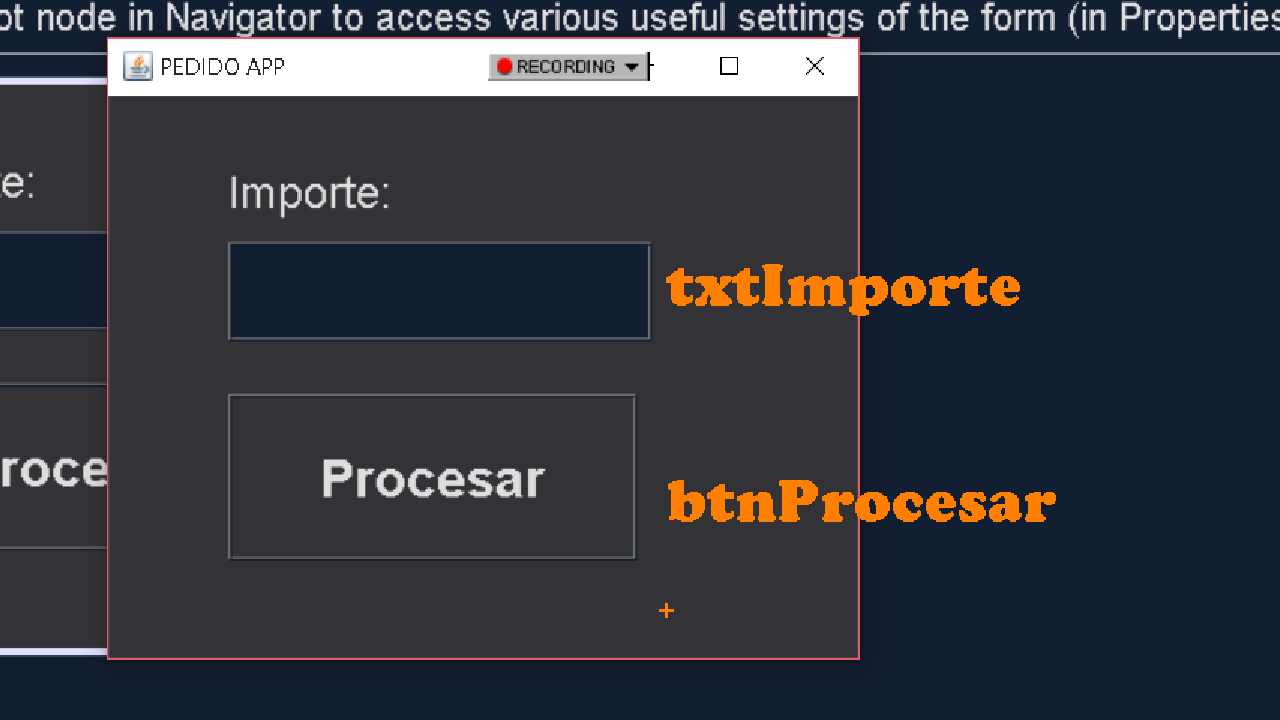 ot node in Navigator to access various useful settings of the form (in Properties
PEDIDO APP
RECORDING
te:
Importe:
txtImporte
roce
Procesar
btnProcesar